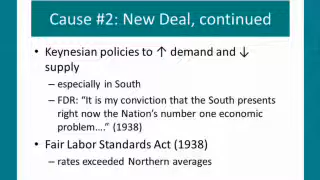 Cause #2: New Deal, continued
• Keynesian policies to ↑ demand and ↓
supply
– especially in South
– FDR: “It is my conviction that the South presents
right now the Nation’s number one economic
problem….” (1938)
• Fair Labor Standards Act (1938)
– rates exceeded Northern averages